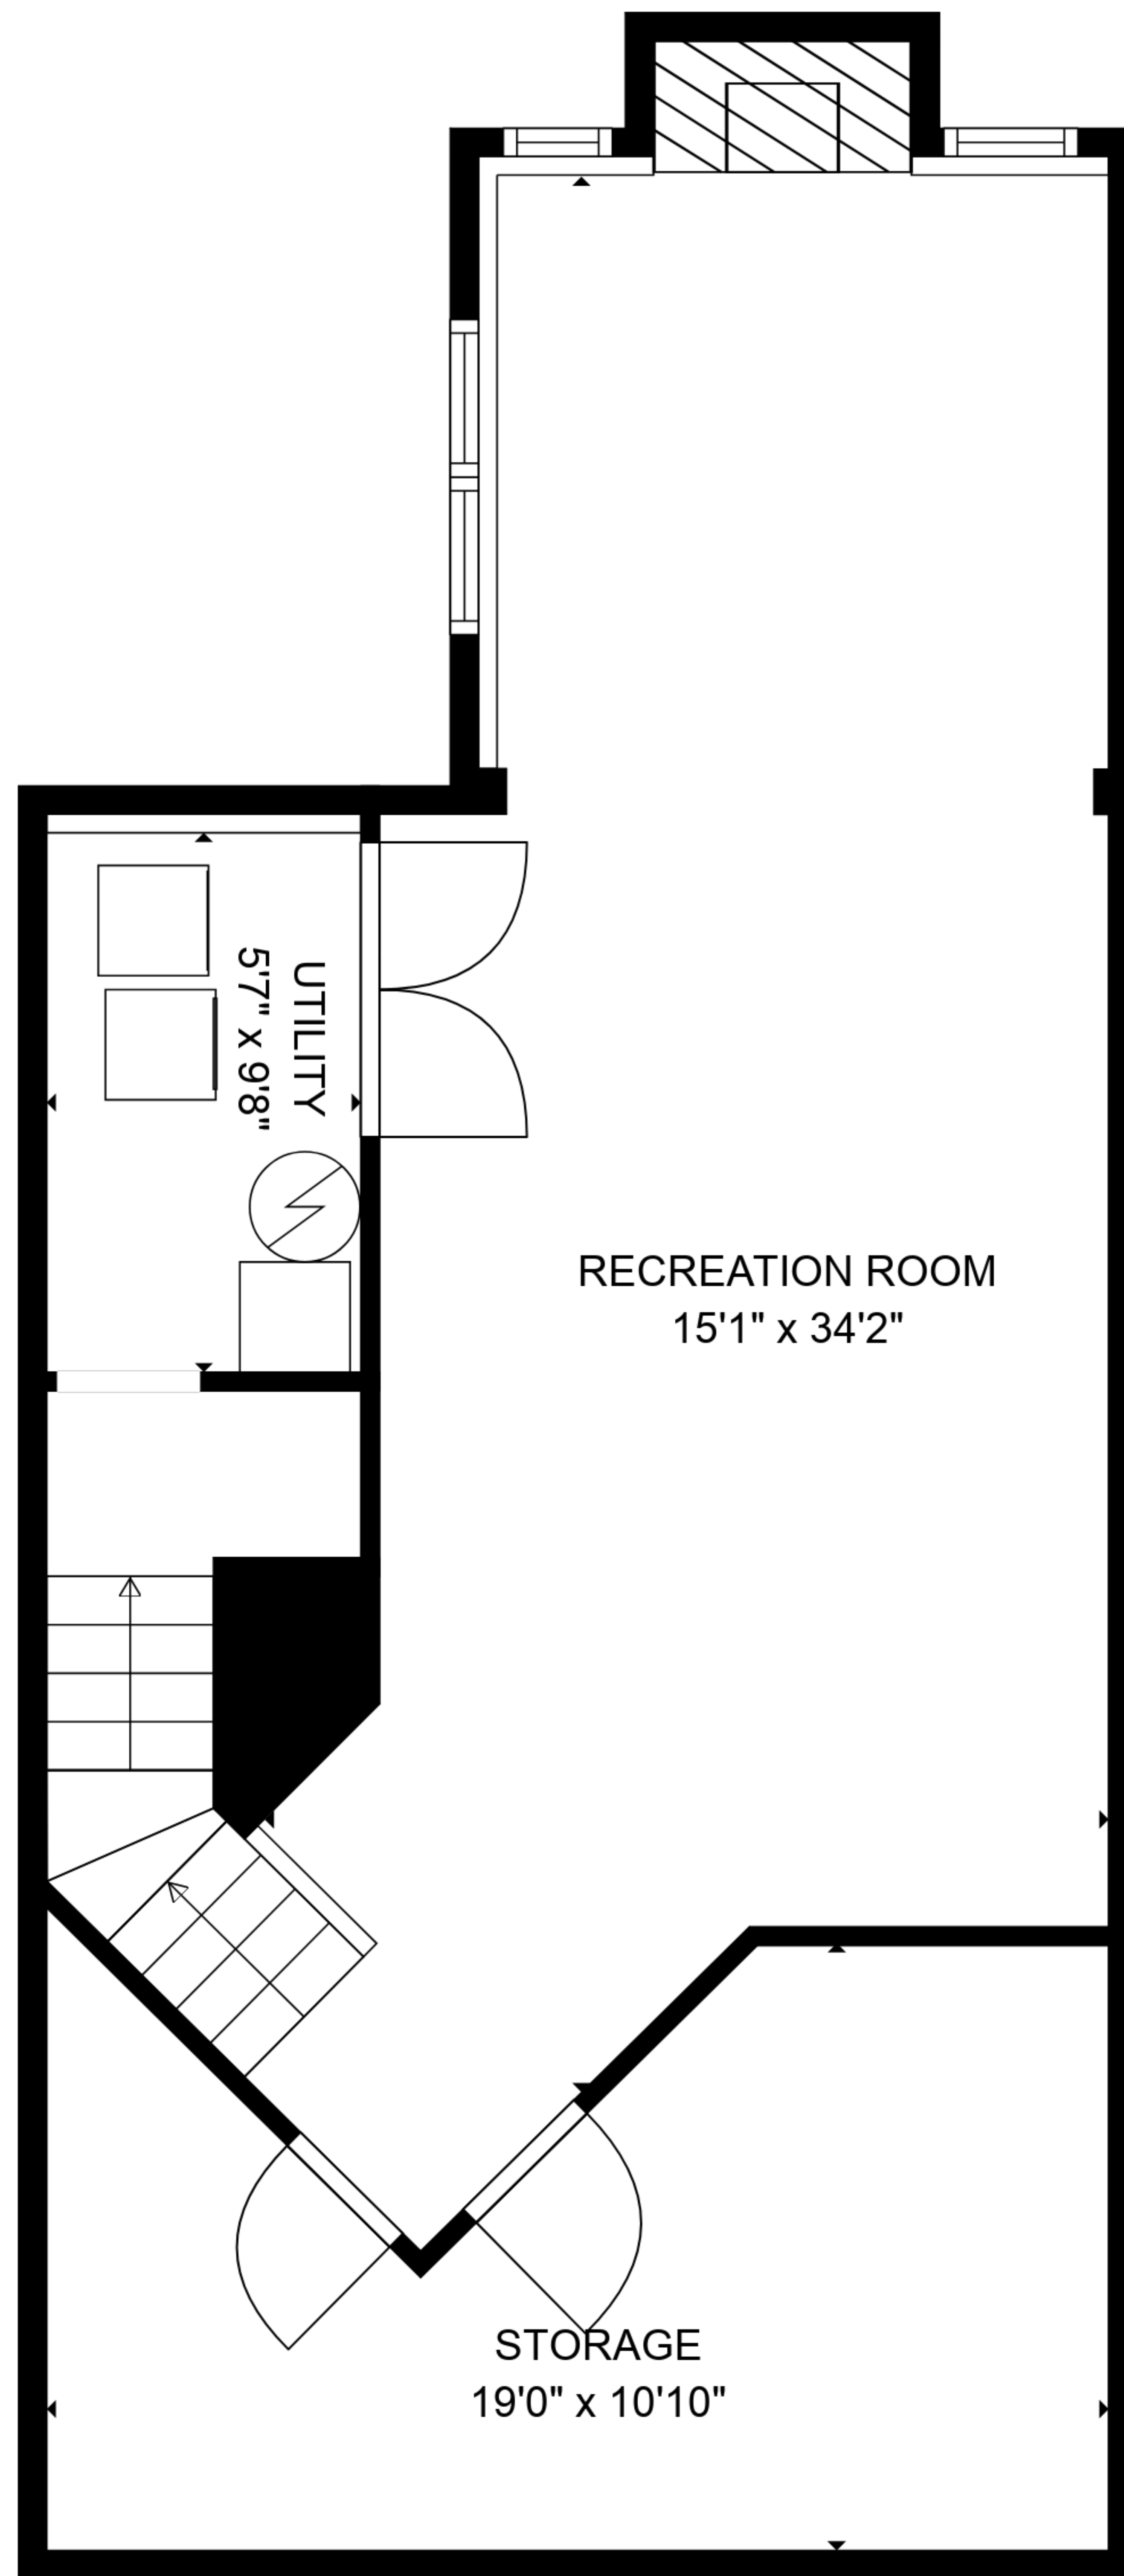 UTILITY
5'7" x 9'8"
RECREATION ROOM
15'1" x 34'2"
STORAGE
19'0" x 10'10"